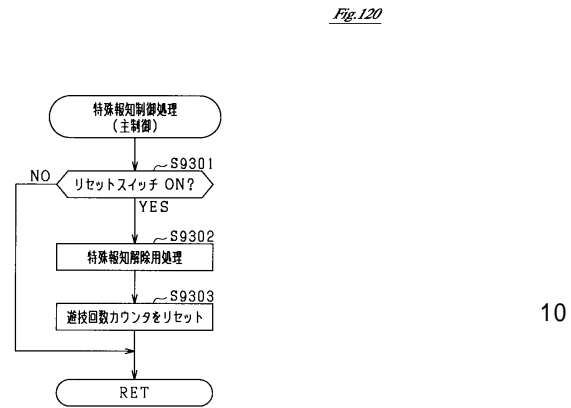 Fig.120
特殊報知制御処理
(主制御)
S9301
NO
リセットスイッチ ON?
YES
S9302
特殊報知解除用処理
S9303
遊技回数カウンタをリセット
10
RET